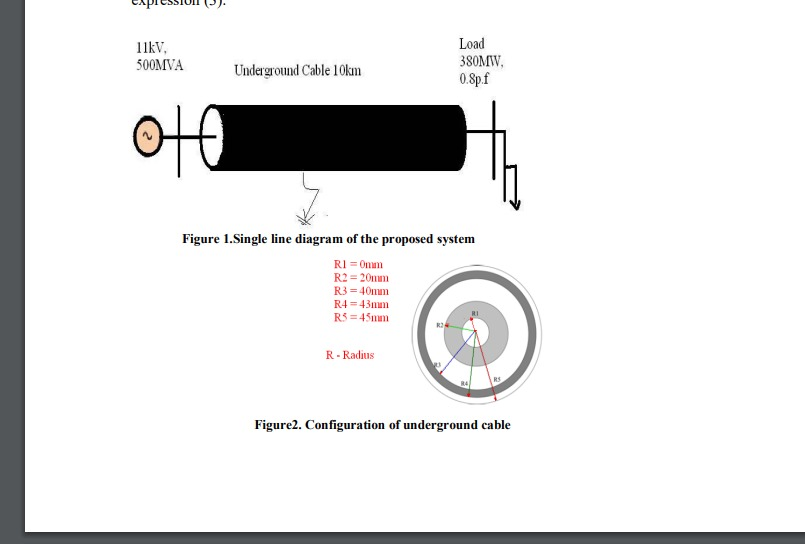 expression (3).
11kV,
500MVA
Underground Cable 10km
Load
380MW,
0.8p.f
Figure 1.Single line diagram of the proposed system
R1 = 0mm
R2 = 20mm
R3 = 40mm
R4 = 43mm
R5 = 45mm
R - Radius
R1
R2
R3
R4
R5
Figure2. Configuration of underground cable